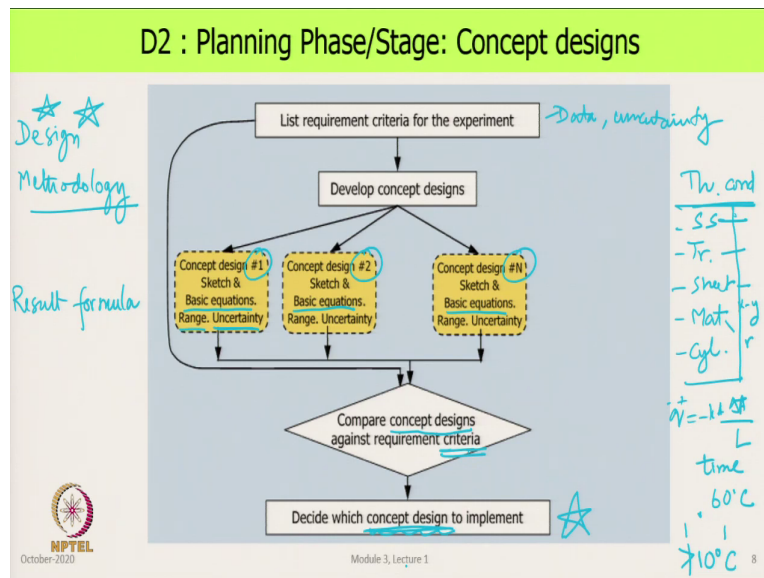 D2 : Planning Phase/Stage: Concept designs
Design
Methodology
Result formula
List requirement criteria for the experiment
Data, uncertainty
Develop concept designs
Concept design #1
Sketch &
Basic equations.
Range. Uncertainty
Concept design #2
Sketch &
Basic equations.
Range. Uncertainty
Concept design #N
Sketch &
Basic equations.
Range. Uncertainty
Compare concept designs
against requirement criteria
Decide which concept design to implement
Th. cond
- SS
- Tr.
- Sheet
- Mat.
- Cyl.
x-y
r
L
time
60°C
10°C
NPTEL
October-2020
Module 3, Lecture 1
8